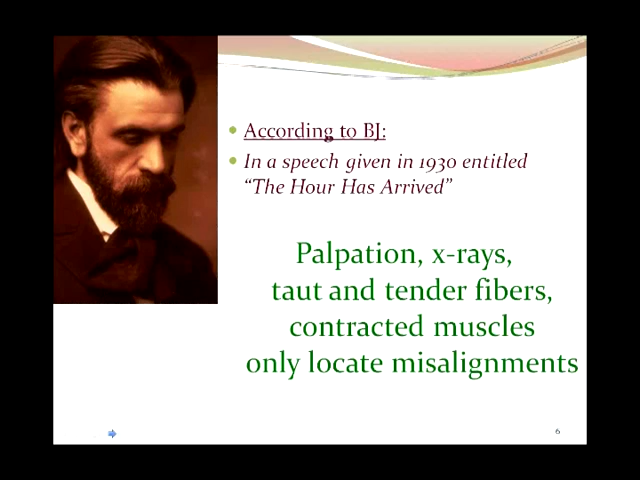 According to BJ:
In a speech given in 1930 entitled
“The Hour Has Arrived”
Palpation, x-rays,
taut and tender fibers,
contracted muscles
only locate misalignments
6